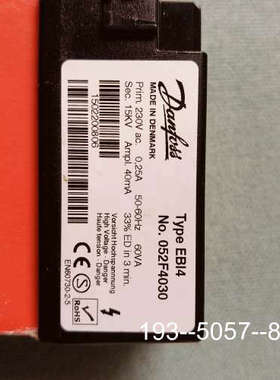 Danfoss
MADE IN DENMARK
Type EBI4
No. 052F4030
Prim. 230V ac. 0,25A 50-60Hz 60VA
Sec. 15KV Ampl. 40mA 33% ED in 3 min.
Vorsicht Hochspannung
High Voltage - Danger
Haute tension - Danger
EN60730-2-5
RoHS
1502200806
193--5057--8